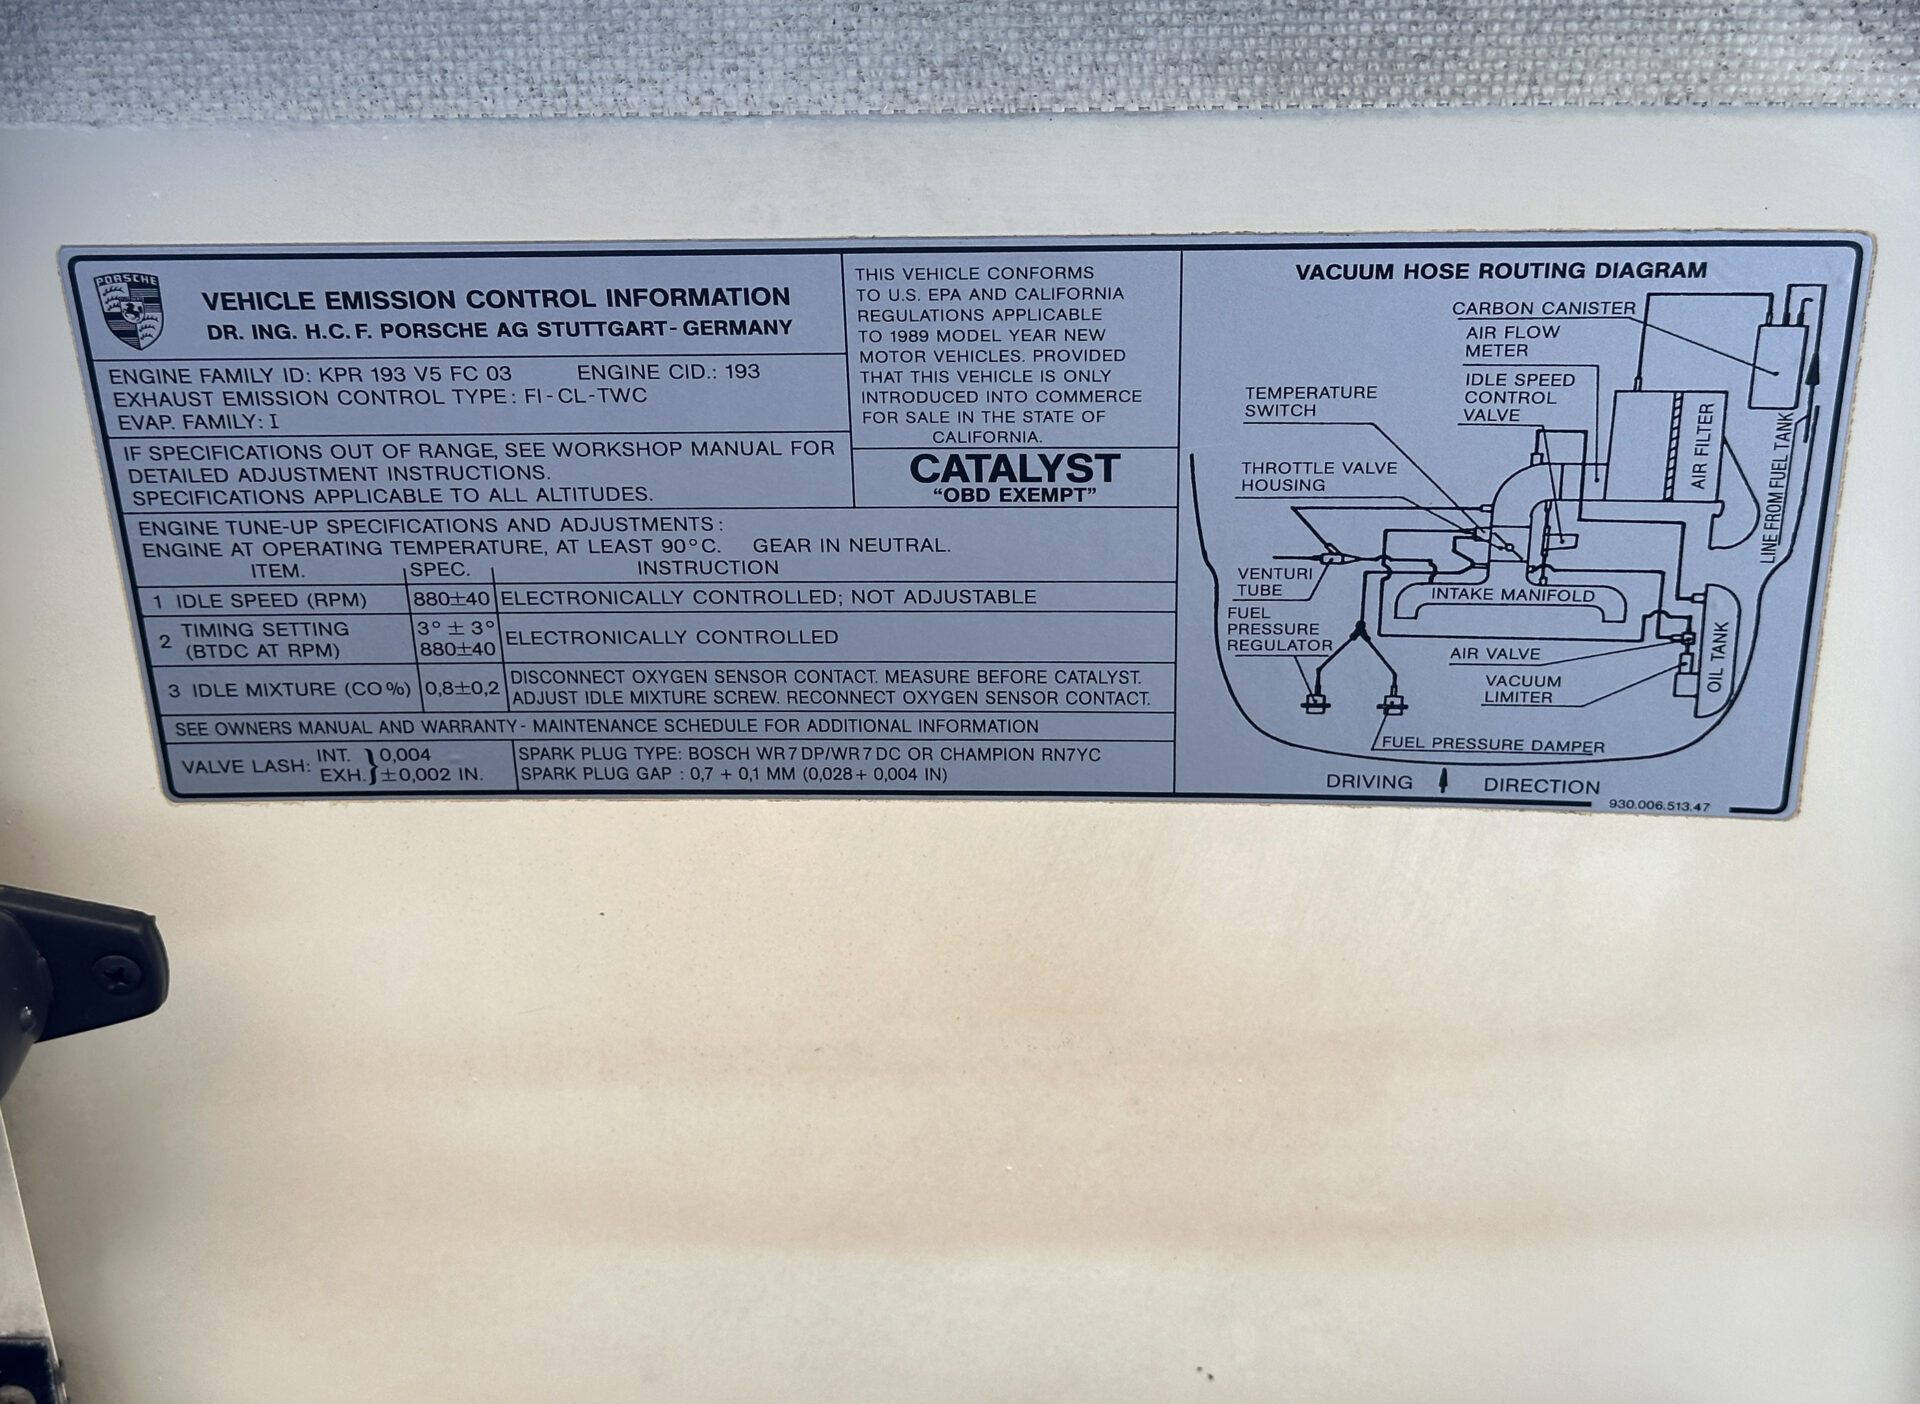 PORSCHE
VEHICLE EMISSION CONTROL INFORMATION
DR. ING. H.C. F. PORSCHE AG STUTTGART-GERMANY
ENGINE FAMILY ID: KPR 193 V5 FC 03 ENGINE CID.: 193
EXHAUST EMISSION CONTROL TYPE: FI-CL-TWC
EVAP. FAMILY: I
IF SPECIFICATIONS OUT OF RANGE, SEE WORKSHOP MANUAL FOR
DETAILED ADJUSTMENT INSTRUCTIONS.
SPECIFICATIONS APPLICABLE TO ALL ALTITUDES.
THIS VEHICLE CONFORMS
TO U.S. EPA AND CALIFORNIA
REGULATIONS APPLICABLE
TO 1989 MODEL YEAR NEW
MOTOR VEHICLES. PROVIDED
THAT THIS VEHICLE IS ONLY
INTRODUCED INTO COMMERCE
FOR SALE IN THE STATE OF
CALIFORNIA.
CATALYST
"OBD EXEMPT"
ENGINE TUNE-UP SPECIFICATIONS AND ADJUSTMENTS:
ENGINE AT OPERATING TEMPERATURE, AT LEAST 90°C. GEAR IN NEUTRAL.
ITEM. SPEC. INSTRUCTION
1 IDLE SPEED (RPM) 880±40 ELECTRONICALLY CONTROLLED; NOT ADJUSTABLE
2 TIMING SETTING 3° ± 3° ELECTRONICALLY CONTROLLED
(BTDC AT RPM) 880±40
3 IDLE MIXTURE (CO%) 0,8±0,2 DISCONNECT OXYGEN SENSOR CONTACT. MEASURE BEFORE CATALYST.
ADJUST IDLE MIXTURE SCREW. RECONNECT OXYGEN SENSOR CONTACT.
SEE OWNERS MANUAL AND WARRANTY - MAINTENANCE SCHEDULE FOR ADDITIONAL INFORMATION
VALVE LASH: INT. } 0,004
EXH. } ±0,002 IN.
SPARK PLUG TYPE: BOSCH WR7DP/WR7DC OR CHAMPION RN7YC
SPARK PLUG GAP : 0,7 + 0,1 MM (0,028 + 0,004 IN)
VACUUM HOSE ROUTING DIAGRAM
CARBON CANISTER
AIR FLOW
METER
IDLE SPEED
CONTROL
VALVE
TEMPERATURE
SWITCH
THROTTLE VALVE
HOUSING
AIR FILTER
LINE FROM FUEL TANK
VENTURI
TUBE
INTAKE MANIFOLD
FUEL
PRESSURE
REGULATOR
AIR VALVE
VACUUM
LIMITER
OIL TANK
FUEL PRESSURE DAMPER
DRIVING DIRECTION
930.006.513.47